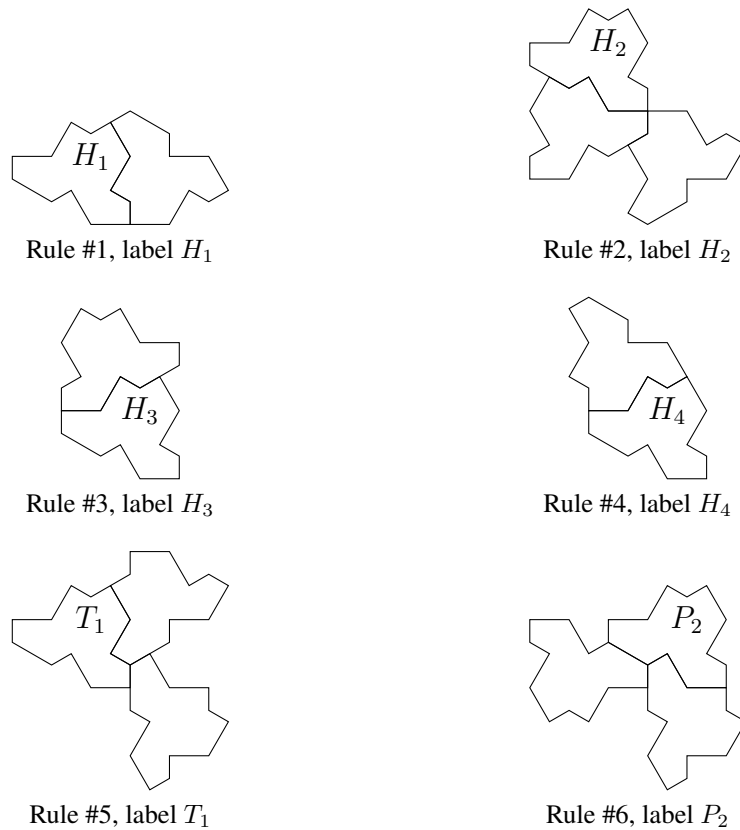 H₂
H₁
Rule #1, label H₁
Rule #2, label H₂
H₃
H₄
Rule #3, label H₃
Rule #4, label H₄
T₁
P₂
Rule #5, label T₁
Rule #6, label P₂